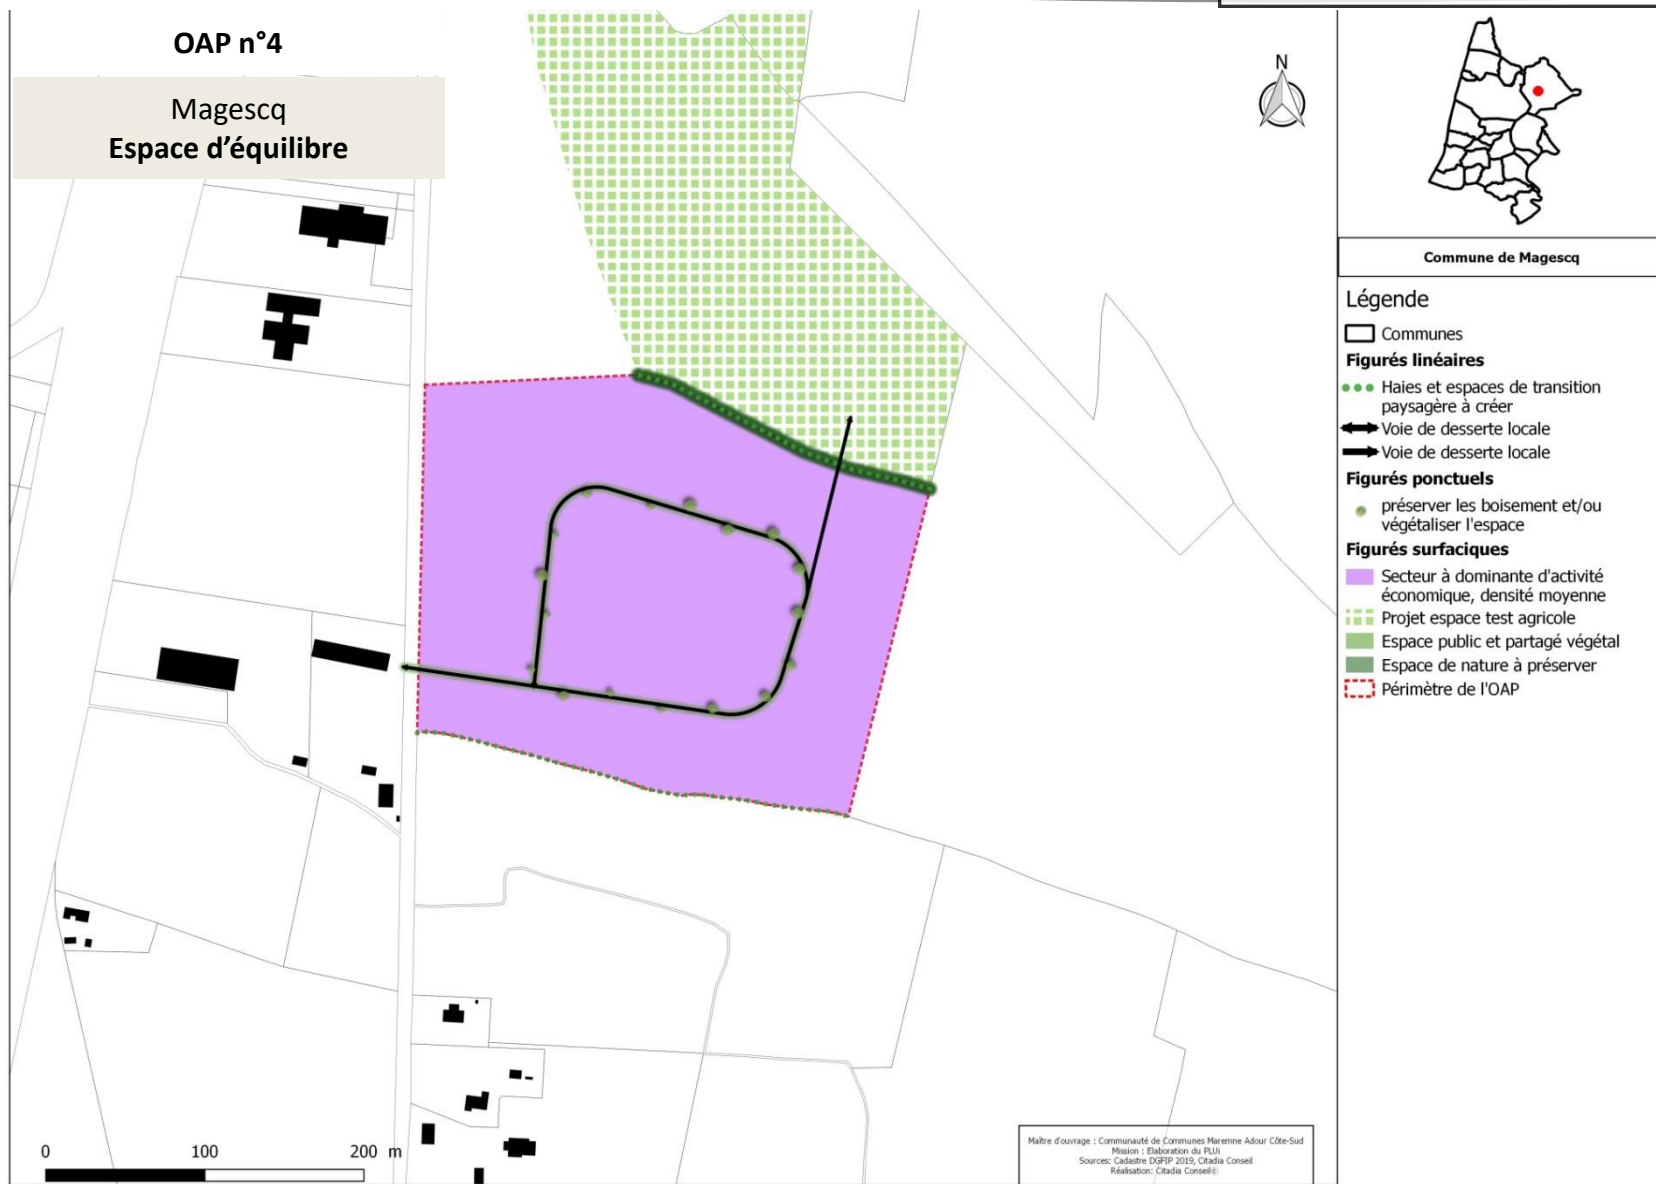 OAP n°4
Magescq
Espace d'équilibre
N
Commune de Magescq
Légende
Communes
Figurés linéaires
Haies et espaces de transition
paysagère à créer
Voie de desserte locale
Voie de desserte locale
Figurés ponctuels
préserver les boisement et/ou
végétaliser l'espace
Figurés surfaciques
Secteur à dominante d'activité
économique, densité moyenne
Projet espace test agricole
Espace public et partagé végétal
Espace de nature à préserver
Périmètre de l'OAP
0 100 200 m
Maître d'ouvrage : Communauté de Communes Maremne Adour Côte-Sud
Mission : Elaboration du PLUi
Sources: Cadastre DGFIP 2019, Citadia Conseil
Réalisation: Citadia Conseil©